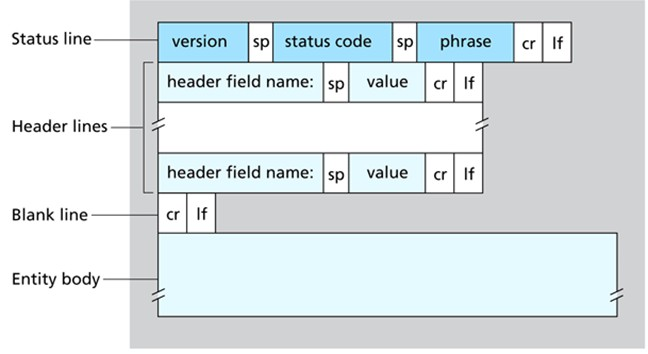 Status line version sp status code sp phrase cr lf
header field name: sp value cr lf
Header lines
header field name: sp value cr lf
Blank line cr lf
Entity body